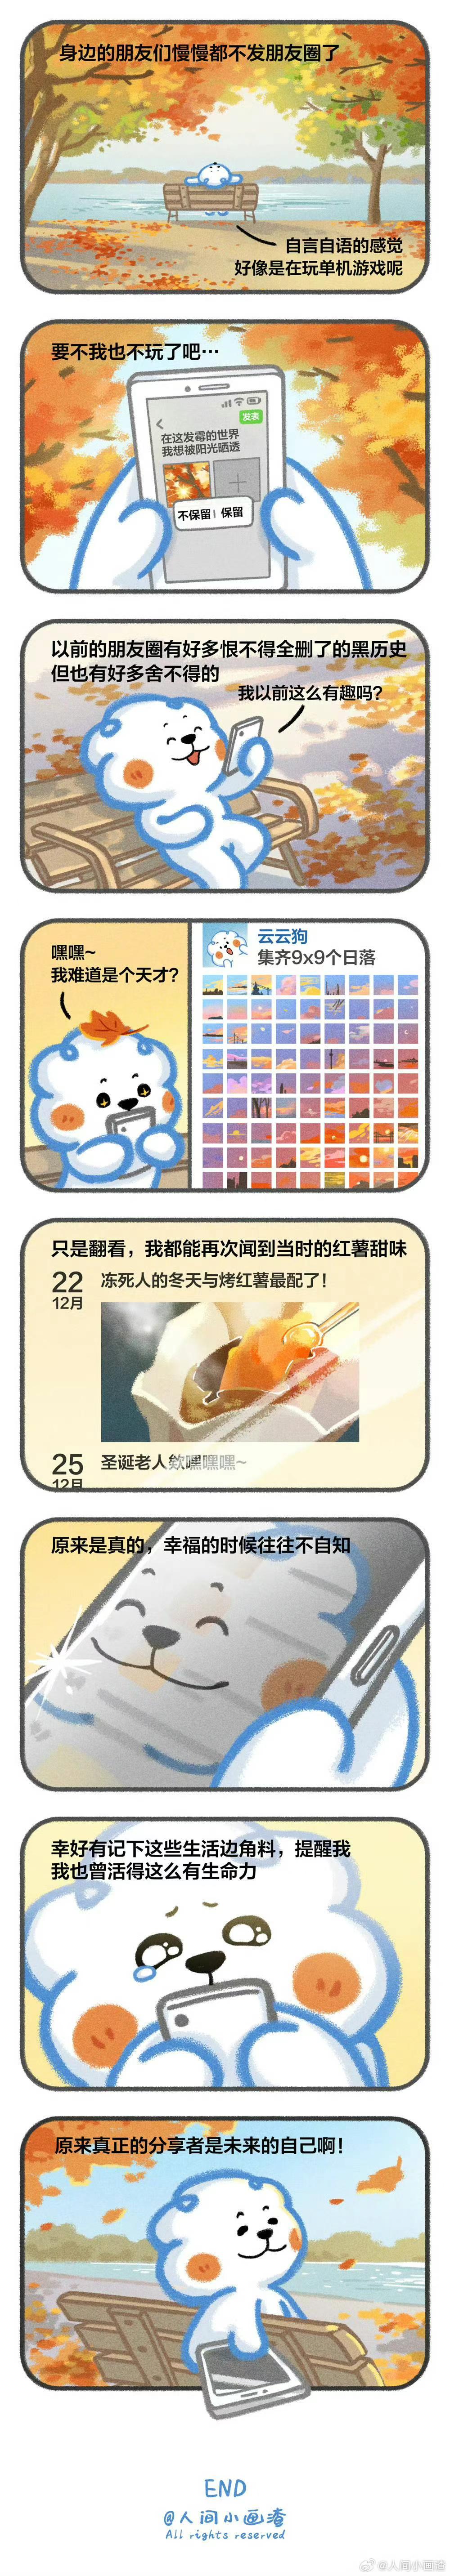 身边的朋友们慢慢都不发朋友圈了
自言自语的感觉
好像是在玩单机游戏呢
要不我也不玩了吧…
发表
在这发霉的世界
我想被阳光晒透
不保留 保留
以前的朋友圈有好多恨不得全删了的黑历史
但也有好多舍不得的
我以前这么有趣吗?
嘿嘿~
我难道是个天才?
云云狗
集齐9x9个日落
只是翻看，我都能再次闻到当时的红薯甜味
22
12月
冻死人的冬天与烤红薯最配了!
25
12月
圣诞老人欸嘿嘿嘿~
原来是真的，幸福的时候往往不自知
幸好有记下这些生活边角料，提醒我
我也曾活得这么有生命力
原来真正的分享者是未来的自己啊!
END
@人间小画渣
All rights reserved
@人间小画渣